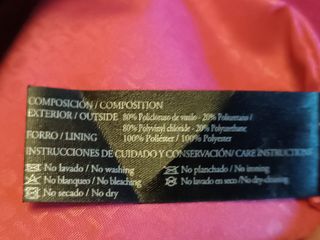 COMPOSICIÓN / COMPOSITION
EXTERIOR / OUTSIDE 80% Policloruo de vinilo - 20% Poliuretano /
80% Polyvinyl chloride - 20% Polyurethane
FORRO / LINING 100% Poliéster / 100% Polyester
INSTRUCCIONES DE CUIDADO Y CONSERVACIÓN/ CARE INSTRUCTIONS
No lavado / No washing No planchado / No ironing
No blanqueo / No bleaching No lavado en seco /No dry-cleaning
No secado / No dry